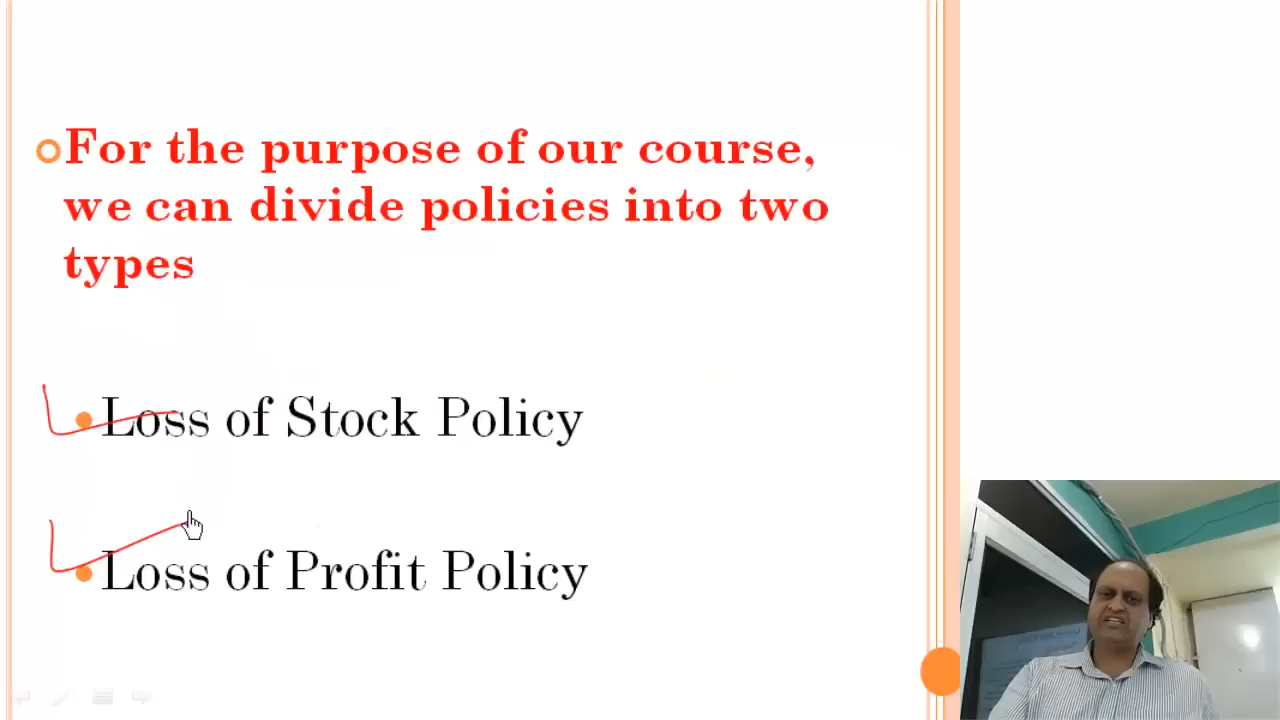 For the purpose of our course,
we can divide policies into two
types
Loss of Stock Policy
Loss of Profit Policy